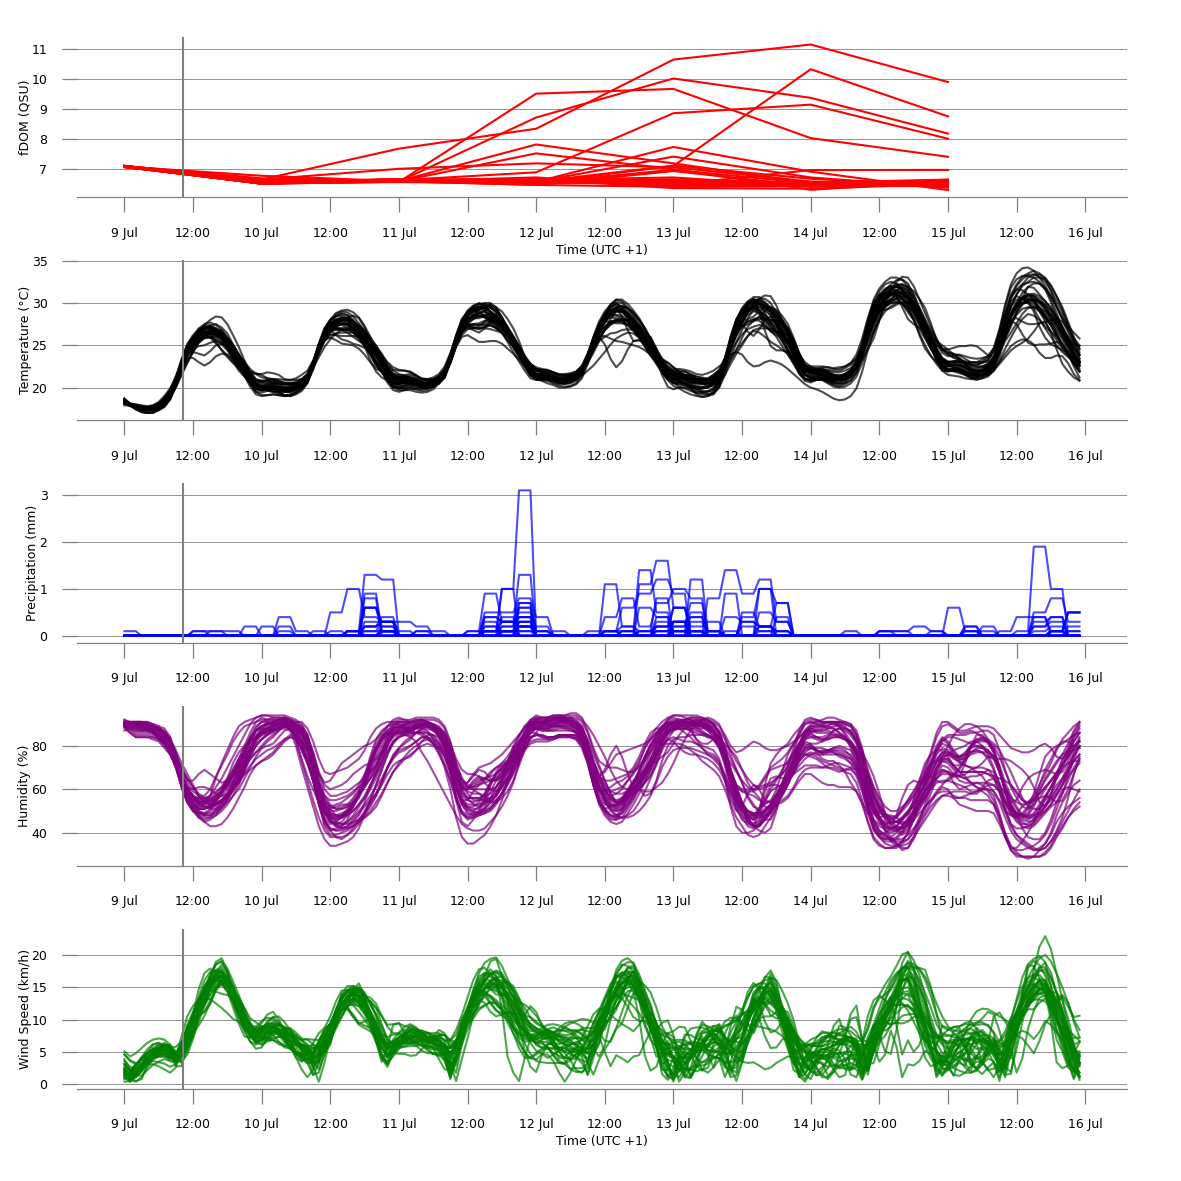 fDOM (QSU)
11
10
9
8
7
9 Jul 12:00 10 Jul 12:00 11 Jul 12:00 12 Jul 12:00 13 Jul 12:00 14 Jul 12:00 15 Jul 12:00 16 Jul
Time (UTC +1)
Temperature (°C)
35
30
25
20
9 Jul 12:00 10 Jul 12:00 11 Jul 12:00 12 Jul 12:00 13 Jul 12:00 14 Jul 12:00 15 Jul 12:00 16 Jul
Precipitation (mm)
3
2
1
0
9 Jul 12:00 10 Jul 12:00 11 Jul 12:00 12 Jul 12:00 13 Jul 12:00 14 Jul 12:00 15 Jul 12:00 16 Jul
Humidity (%)
80
60
40
9 Jul 12:00 10 Jul 12:00 11 Jul 12:00 12 Jul 12:00 13 Jul 12:00 14 Jul 12:00 15 Jul 12:00 16 Jul
Wind Speed (km/h)
20
15
10
5
0
9 Jul 12:00 10 Jul 12:00 11 Jul 12:00 12 Jul 12:00 13 Jul 12:00 14 Jul 12:00 15 Jul 12:00 16 Jul
Time (UTC +1)